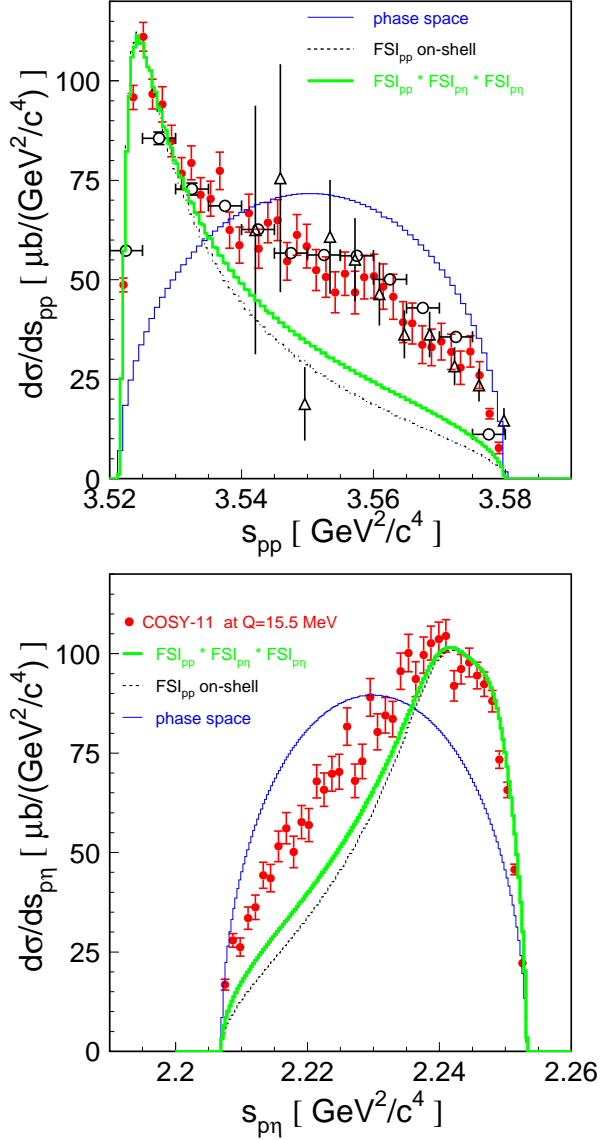 phase space
FSIpp on-shell
FSIpp * FSIpη * FSIpη
dσ/dspp [ μb/(GeV²/c⁴) ]
100
75
50
25
0
3.52 3.54 3.56 3.58
spp [ GeV²/c⁴ ]
COSY-11 at Q=15.5 MeV
FSIpp * FSIpη * FSIpη
FSIpp on-shell
phase space
dσ/dspη [ μb/(GeV²/c⁴) ]
100
75
50
25
0
2.2 2.22 2.24 2.26
spη [ GeV²/c⁴ ]